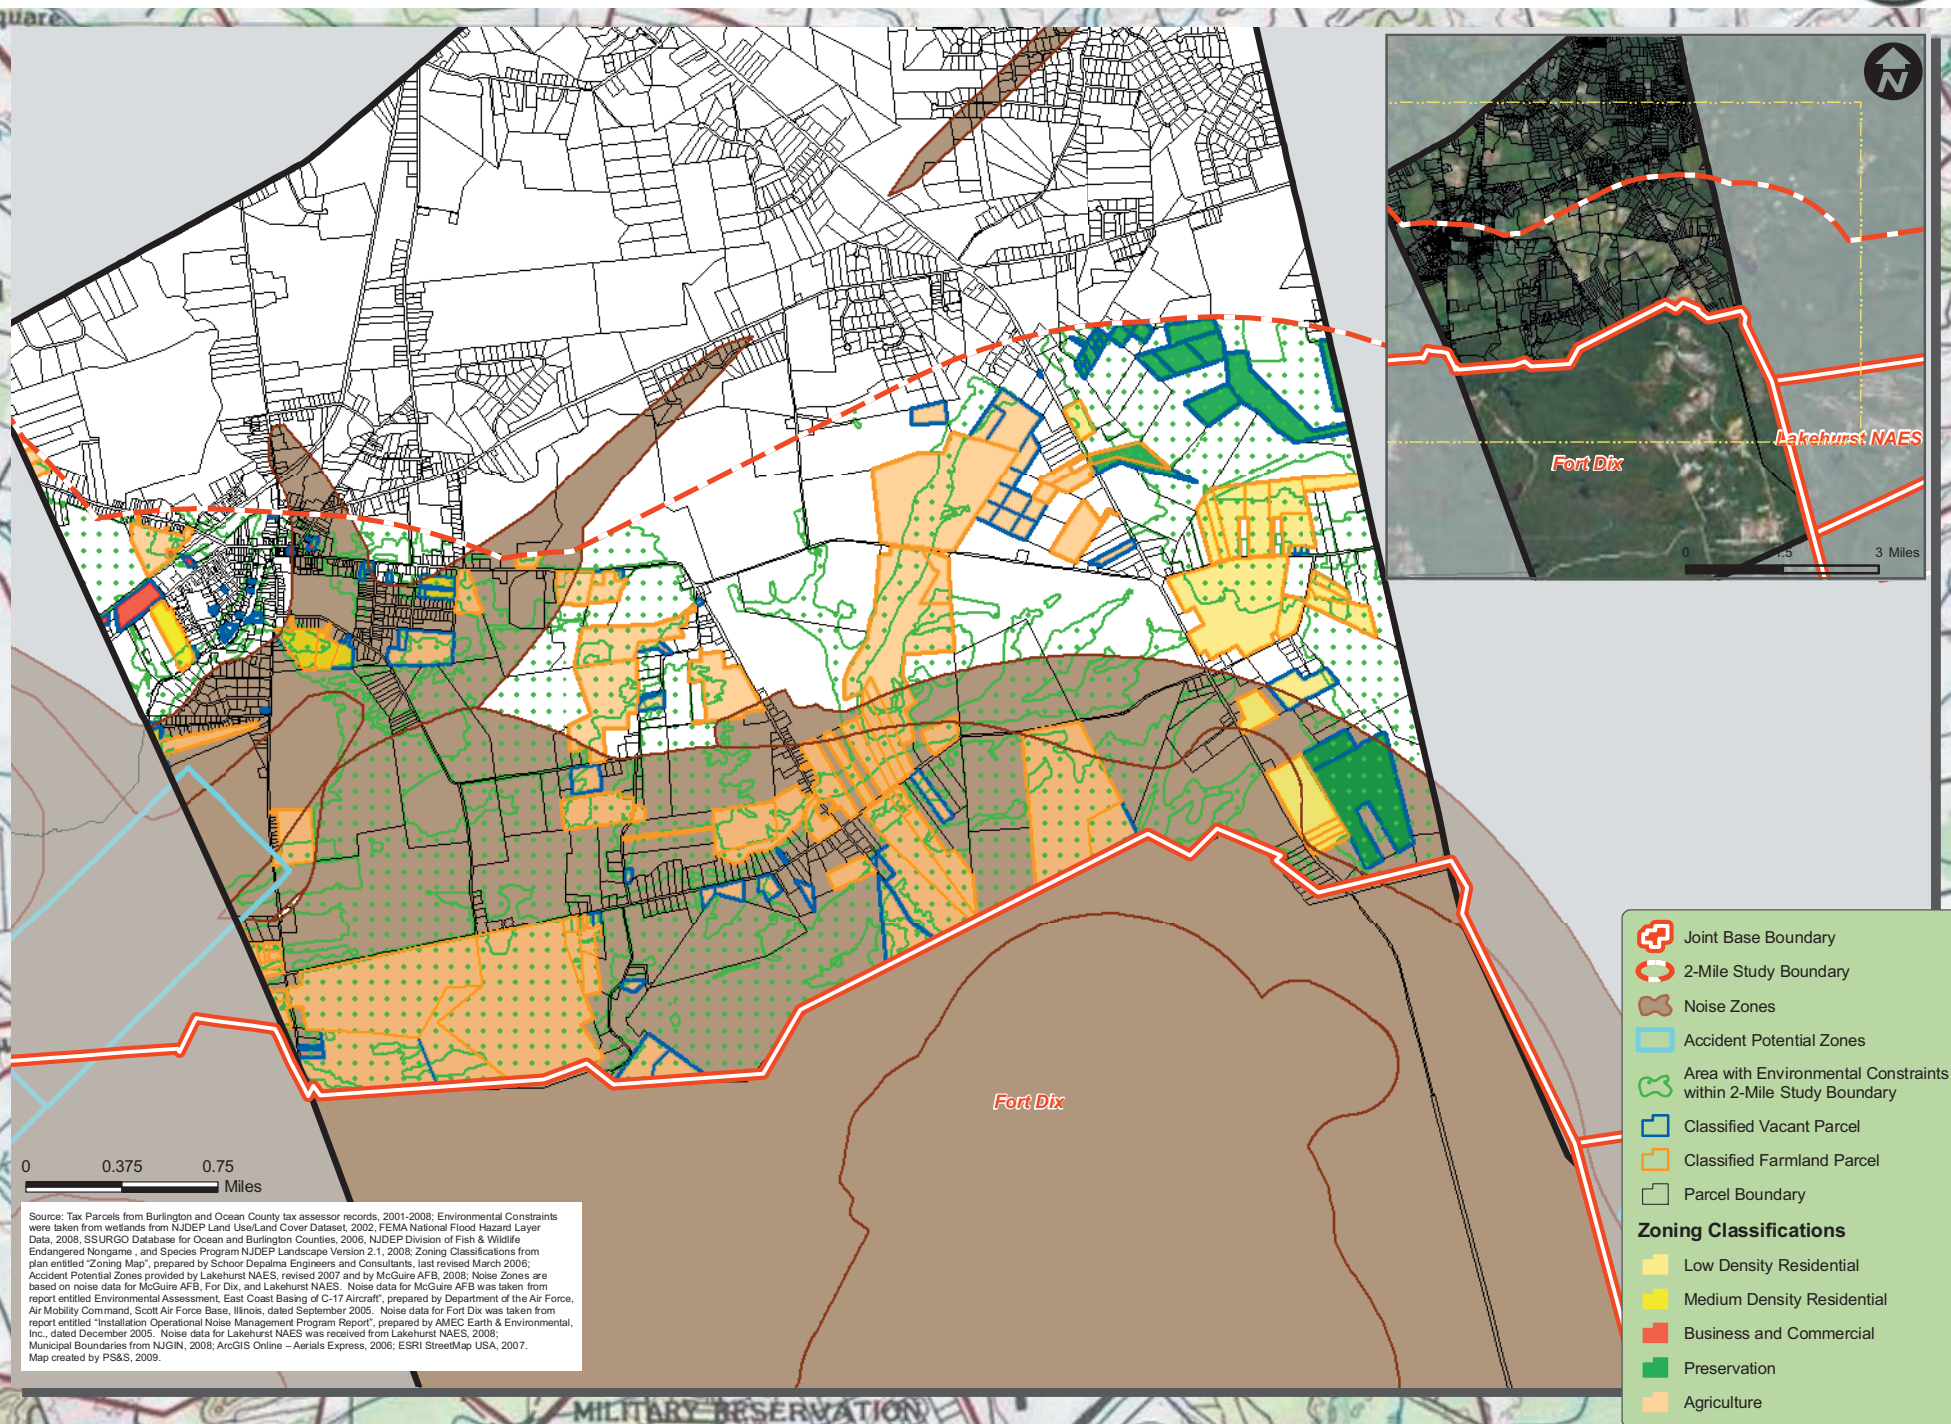 quare
N
Lakehurst NAES
Fort Dix
0
1.5
3 Miles
Fort Dix
Joint Base Boundary
2-Mile Study Boundary
Noise Zones
Accident Potential Zones
Area with Environmental Constraints
within 2-Mile Study Boundary
Classified Vacant Parcel
Classified Farmland Parcel
Parcel Boundary
Zoning Classifications
Low Density Residential
Medium Density Residential
Business and Commercial
Preservation
Agriculture
0 0.375 0.75
Miles
Source: Tax Parcels from Burlington and Ocean County tax assessor records, 2001-2008; Environmental Constraints
were taken from wetlands from NJDEP Land Use/Land Cover Dataset, 2002, FEMA National Flood Hazard Layer
Data, 2008, SSURGO Database for Ocean and Burlington Counties, 2006, NJDEP Division of Fish & Wildlife
Endangered Nongame , and Species Program NJDEP Landscape Version 2.1, 2008; Zoning Classifications from
plan entitled "Zoning Map", prepared by Schoor Depalma Engineers and Consultants, last revised March 2006;
Accident Potential Zones provided by Lakehurst NAES, revised 2007 and by McGuire AFB, 2008; Noise Zones are
based on noise data for McGuire AFB, For Dix, and Lakehurst NAES. Noise data for McGuire AFB was taken from
report entitled Environmental Assessment, East Coast Basing of C-17 Aircraft", prepared by Department of the Air Force,
Air Mobility Command, Scott Air Force Base, Illinois, dated September 2005. Noise data for Fort Dix was taken from
report entitled "Installation Operational Noise Management Program Report", prepared by AMEC Earth & Environmental,
Inc., dated December 2005. Noise data for Lakehurst NAES was received from Lakehurst NAES, 2008;
Municipal Boundaries from NJGIN, 2008; ArcGIS Online – Aerials Express, 2006; ESRI StreetMap USA, 2007.
Map created by PS&S, 2009.
MILITARY RESERVATION